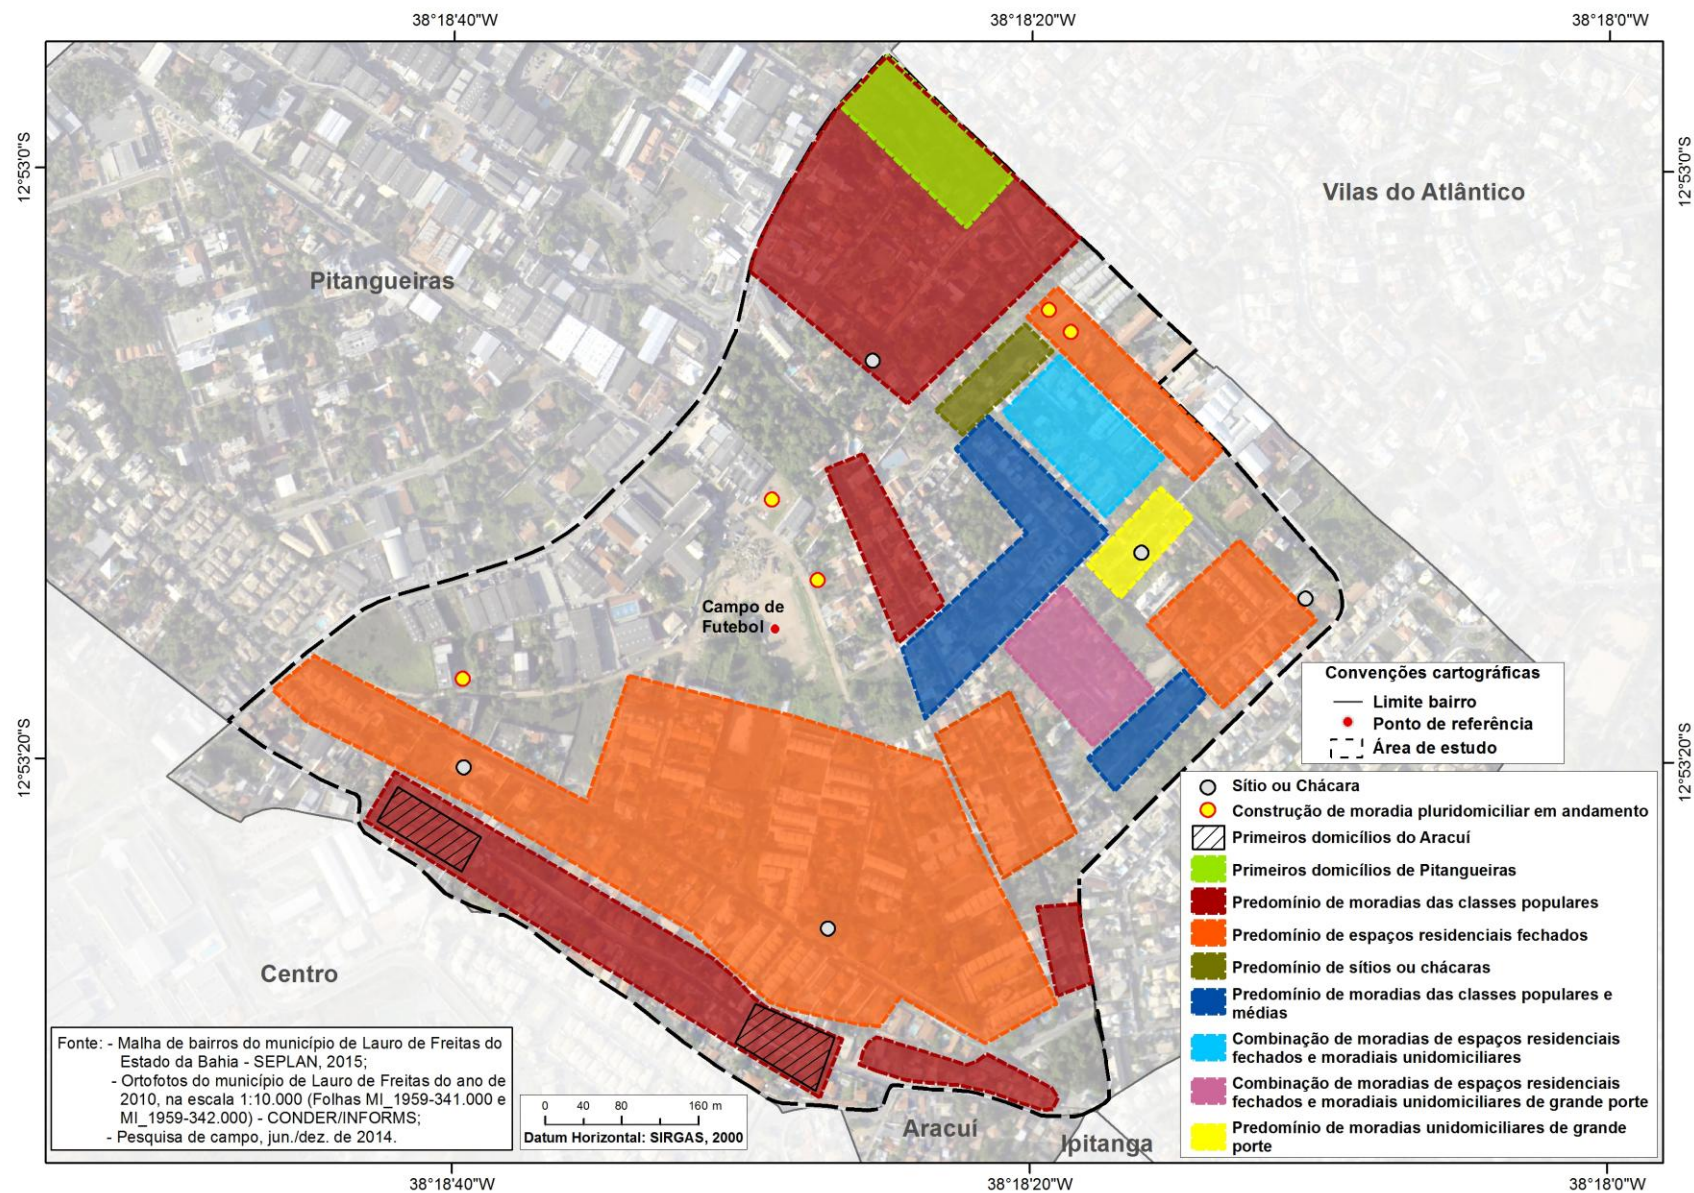 38°18'40"W
38°18'20"W
38°18'0"W
12°53'0"S
12°53'0"S
Vilas do Atlântico
Pitangueiras
Campo de
Futebol
Convenções cartográficas
Limite bairro
Ponto de referência
Área de estudo
12°53'20"S
12°53'20"S
Sítio ou Chácara
Construção de moradia pluridomiciliar em andamento
Primeiros domicílios do Aracuí
Primeiros domicílios de Pitangueiras
Predomínio de moradias das classes populares
Predomínio de espaços residenciais fechados
Predomínio de sítios ou chácaras
Predomínio de moradias das classes populares e
médias
Combinação de moradias de espaços residenciais
fechados e moradiais unidomiciliares
Combinação de moradias de espaços residenciais
fechados e moradiais unidomiciliares de grande porte
Predomínio de moradias unidomiciliares de grande
porte
Centro
Fonte: - Malha de bairros do município de Lauro de Freitas do
Estado da Bahia - SEPLAN, 2015;
- Ortofotos do município de Lauro de Freitas do ano de
2010, na escala 1:10.000 (Folhas MI_1959-341.000 e
MI_1959-342.000) - CONDER/INFORMS;
- Pesquisa de campo, jun./dez. de 2014.
0 40 80 160 m
Datum Horizontal: SIRGAS, 2000
Aracuí
Ipitanga
38°18'40"W
38°18'20"W
38°18'0"W